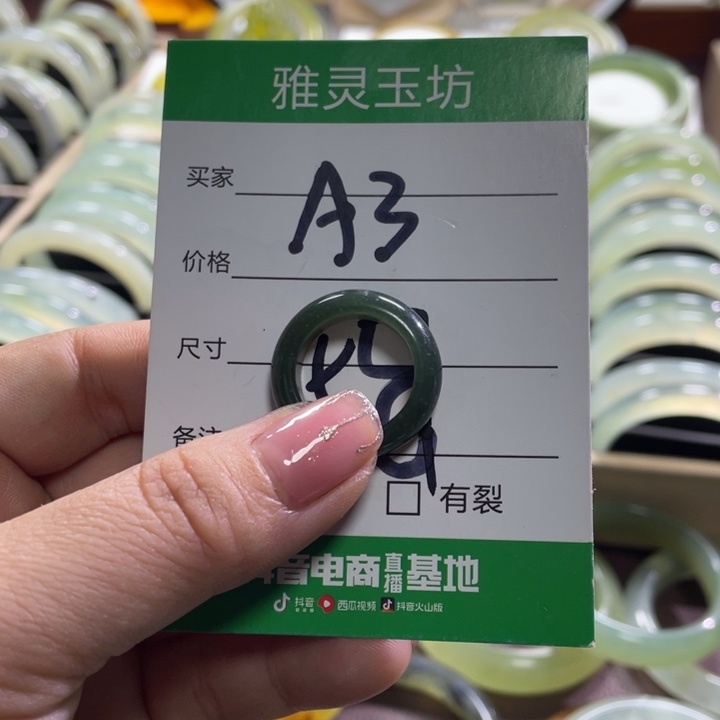 雅灵玉坊
买家
A3
价格
尺寸
备注
有裂
音电商直播基地
抖音 西瓜视频 抖音火山版